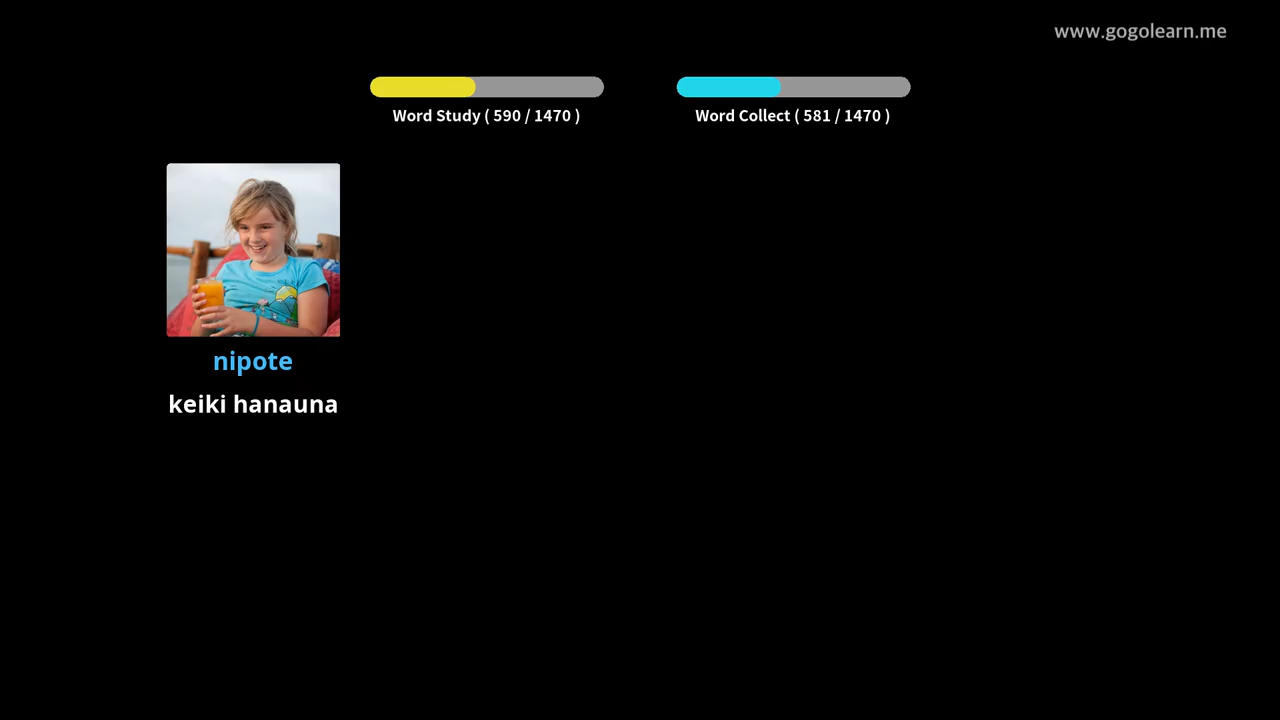 www.gogolearn.me
Word Study ( 590 / 1470 )
Word Collect ( 581 / 1470 )
nipote
keiki hanauna